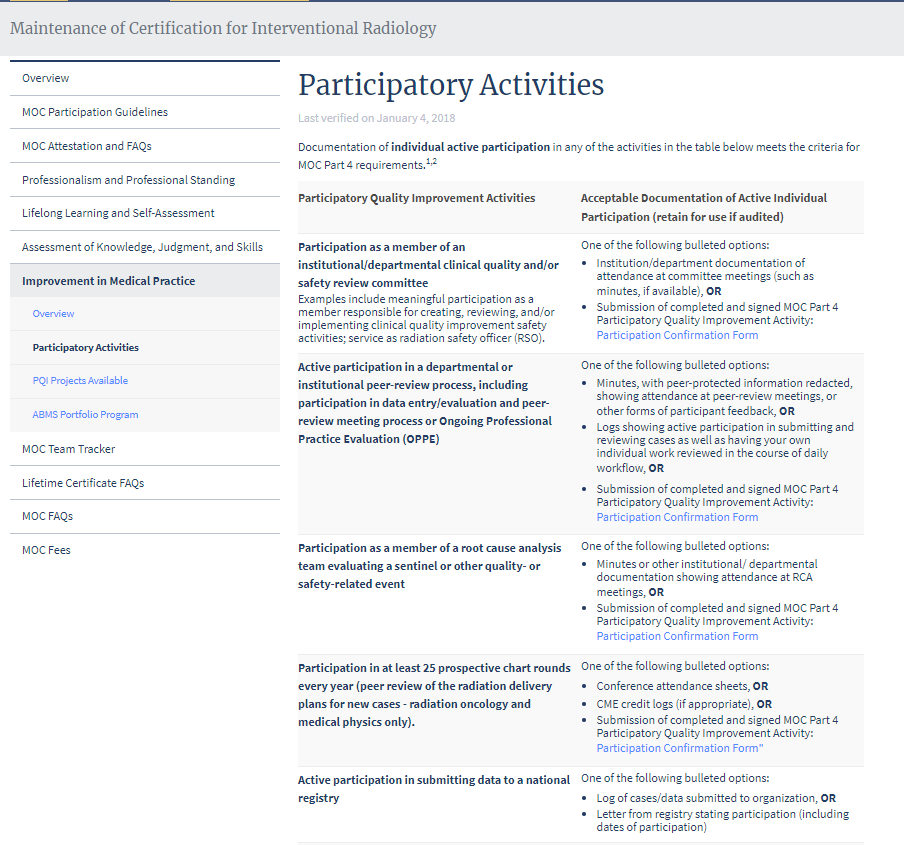 Maintenance of Certification for Interventional Radiology
Overview
MOC Participation Guidelines
MOC Attestation and FAQs
Professionalism and Professional Standing
Lifelong Learning and Self-Assessment
Assessment of Knowledge, Judgment, and Skills
Improvement in Medical Practice
Overview
Participatory Activities
PQI Projects Available
ABMS Portfolio Program
MOC Team Tracker
Lifetime Certificate FAQs
MOC FAQs
MOC Fees
Participatory Activities
Last verified on January 4, 2018
Documentation of individual active participation in any of the activities in the table below meets the criteria for
MOC Part 4 requirements.1,2
Participatory Quality Improvement Activities
Acceptable Documentation of Active Individual
Participation (retain for use if audited)
Participation as a member of an
institutional/departmental clinical quality and/or
safety review committee
Examples include meaningful participation as a
member responsible for creating, reviewing, and/or
implementing clinical quality improvement safety
activities; service as radiation safety officer (RSO).
One of the following bulleted options:
• Institution/department documentation of
attendance at committee meetings (such as
minutes, if available), OR
• Submission of completed and signed MOC Part 4
Participatory Quality Improvement Activity:
Participation Confirmation Form
Active participation in a departmental or
institutional peer-review process, including
participation in data entry/evaluation and peer-
review meeting process or Ongoing Professional
Practice Evaluation (OPPE)
One of the following bulleted options:
• Minutes, with peer-protected information redacted,
showing attendance at peer-review meetings, or
other forms of participant feedback, OR
• Logs showing active participation in submitting and
reviewing cases as well as having your own
individual work reviewed in the course of daily
workflow, OR
• Submission of completed and signed MOC Part 4
Participatory Quality Improvement Activity:
Participation Confirmation Form
Participation as a member of a root cause analysis
team evaluating a sentinel or other quality- or
safety-related event
One of the following bulleted options:
• Minutes or other institutional/ departmental
documentation showing attendance at RCA
meetings, OR
• Submission of completed and signed MOC Part 4
Participatory Quality Improvement Activity:
Participation Confirmation Form
Participation in at least 25 prospective chart rounds
every year (peer review of the radiation delivery
plans for new cases - radiation oncology and
medical physics only).
One of the following bulleted options:
• Conference attendance sheets, OR
• CME credit logs (if appropriate), OR
• Submission of completed and signed MOC Part 4
Participatory Quality Improvement Activity:
Participation Confirmation Form"
Active participation in submitting data to a national
registry
One of the following bulleted options:
• Log of cases/data submitted to organization, OR
• Letter from registry stating participation (including
dates of participation)